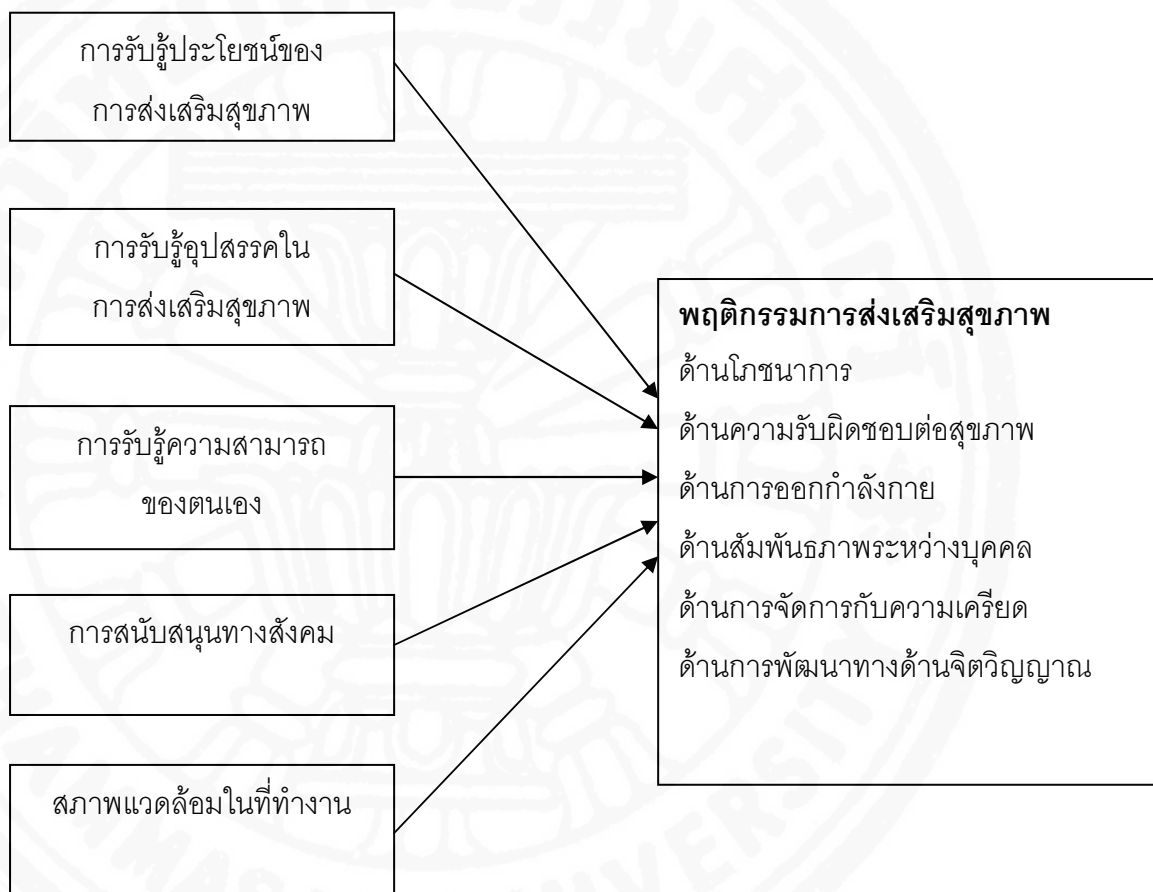 การรับรู้ประโยชน์ของ
การส่งเสริมสุขภาพ
การรับรู้อุปสรรคใน
การส่งเสริมสุขภาพ
การรับรู้ความสามารถ
ของตนเอง
การสนับสนุนทางสังคม
สภาพแวดล้อมในที่ทำงาน
พฤติกรรมการส่งเสริมสุขภาพ
ด้านโภชนาการ
ด้านความรับผิดชอบต่อสุขภาพ
ด้านการออกกำลังกาย
ด้านสัมพันธภาพระหว่างบุคคล
ด้านการจัดการกับความเครียด
ด้านการพัฒนาทางด้านจิตวิญญาณ